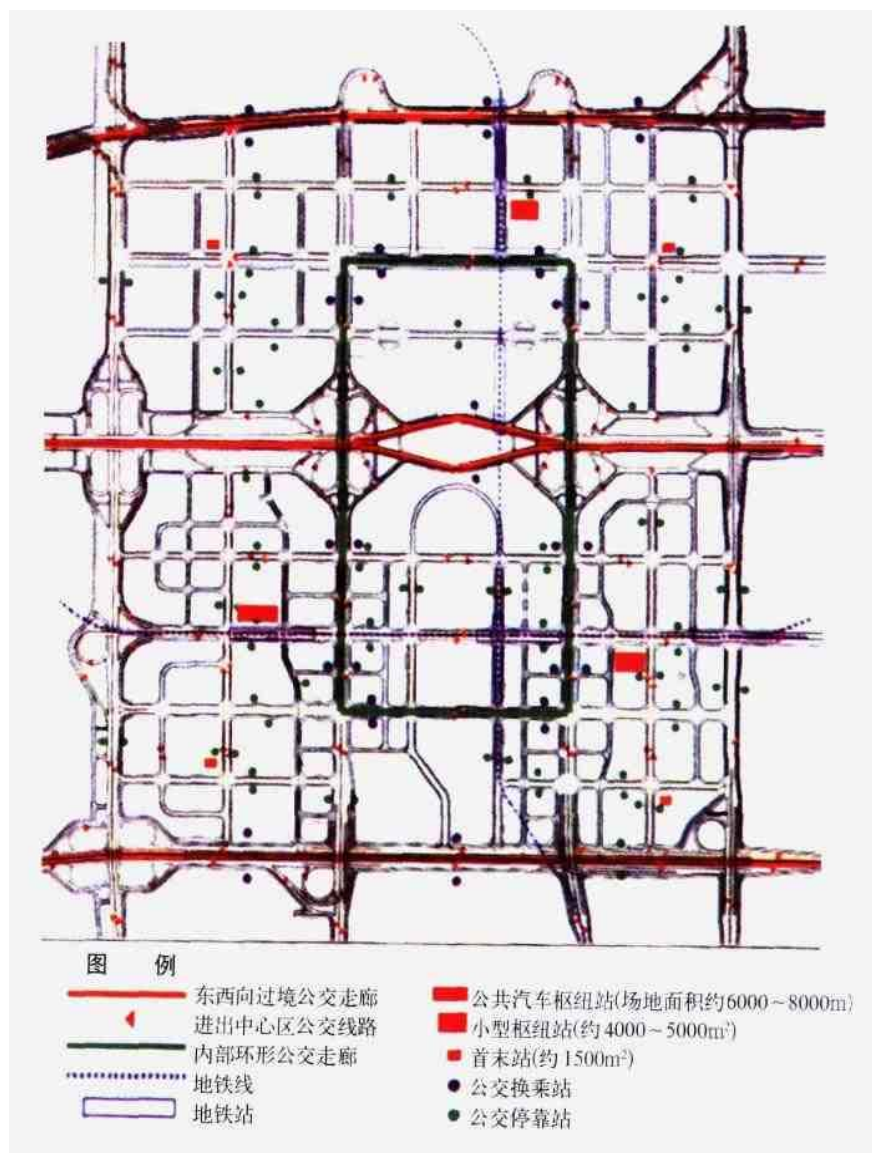 图 例
东西向过境公交走廊
进出中心区公交线路
内部环形公交走廊
地铁线
地铁站
公共汽车枢纽站(场地面积约6000~8000m)
小型枢纽站(约4000~5000m²)
首末站(约1500m²)
公交换乘站
公交停靠站